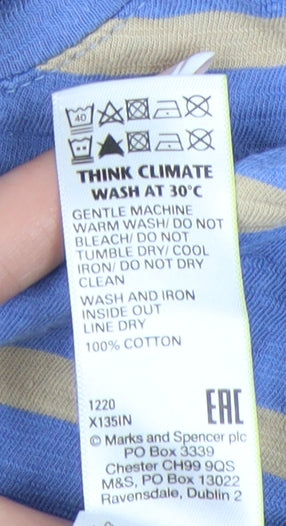 40
THINK CLIMATE
WASH AT 30°C
GENTLE MACHINE
WARM WASH/ DO NOT
BLEACH/ DO NOT
TUMBLE DRY/ COOL
IRON/ DO NOT DRY
CLEAN
WASH AND IRON
INSIDE OUT
LINE DRY
100% COTTON
1220
X135IN
EAC
© Marks and Spencer plc
PO Box 3339
Chester CH99 9QS
M&S, PO Box 13022
Ravensdale, Dublin 2